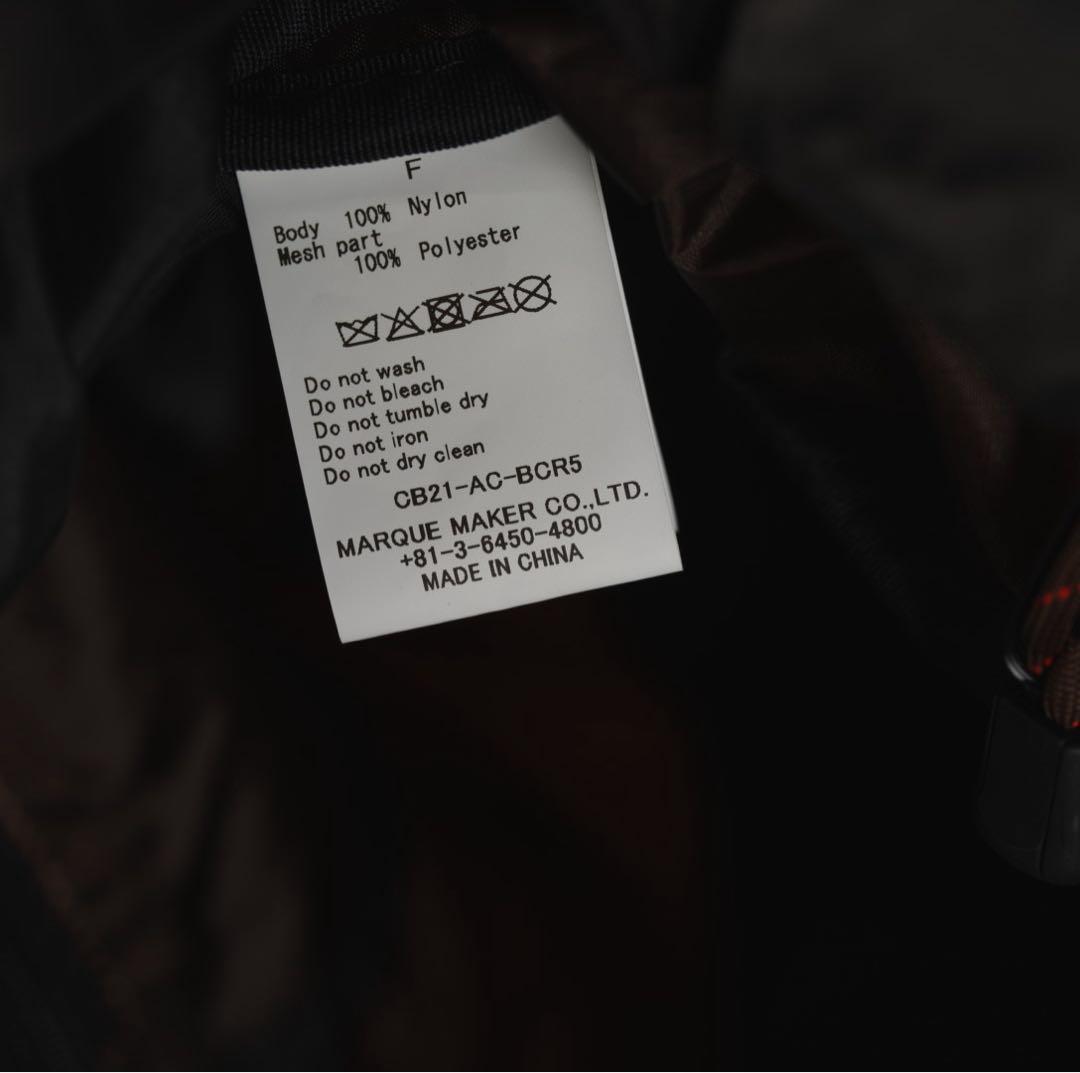 F
Body 100% Nylon
Mesh part
100% Polyester
Do not wash
Do not bleach
Do not tumble dry
Do not iron
Do not dry clean
CB21-AC-BCR5
MARQUE MAKER CO.,LTD.
+81-3-6450-4800
MADE IN CHINA